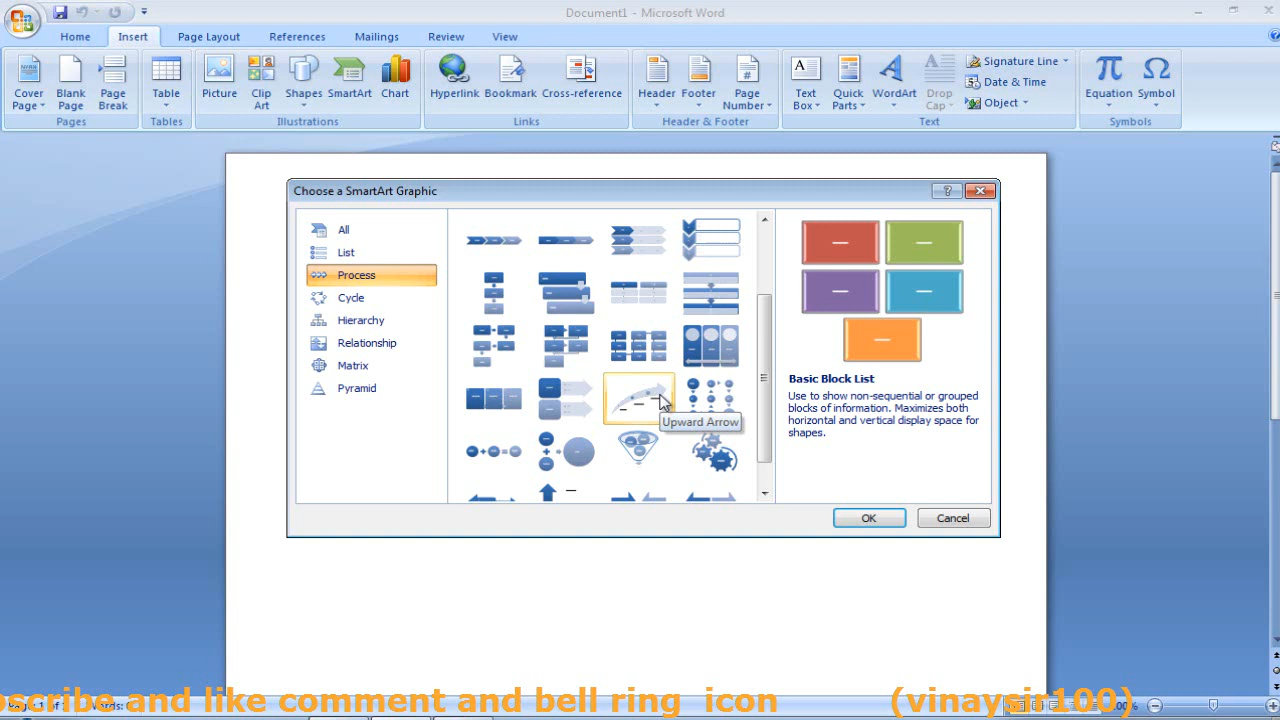 Document1 - Microsoft Word
Home Insert Page Layout References Mailings Review View
Cover Page Blank Page Page Break Table Picture Clip Art Shapes SmartArt Chart Hyperlink Bookmark Cross-reference Header Footer Page Number Text Box Quick Parts WordArt Drop Cap Signature Line Date & Time Object Equation Symbol
Pages Tables Illustrations Links Header & Footer Text Symbols
Choose a SmartArt Graphic
All
List
Process
Cycle
Hierarchy
Relationship
Matrix
Pyramid
Upward Arrow
Basic Block List
Use to show non-sequential or grouped
blocks of information. Maximizes both
horizontal and vertical display space for
shapes.
OK Cancel
and like comment and bell ring icon (vinaysir100)